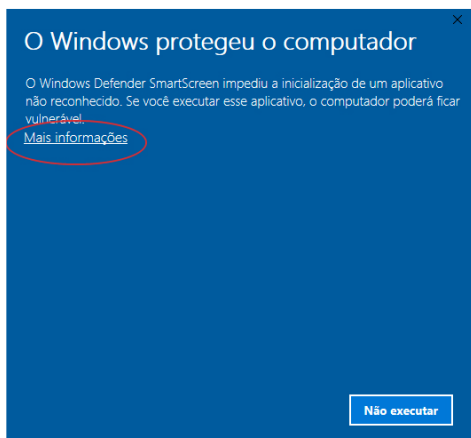 O Windows protegeu o computador
O Windows Defender SmartScreen impediu a inicialização de um aplicativo
não reconhecido. Se você executar esse aplicativo, o computador poderá ficar
vulnerável.
Mais informações
Não executar